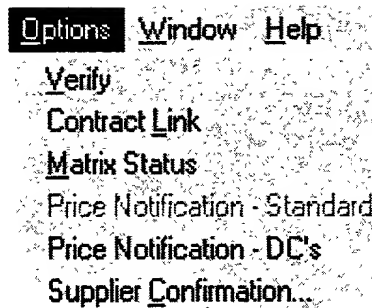 Options Window Help
Verify
Contract Link
Matrix Status
Price Notification - Standard
Price Notification - DC's
Supplier Confirmation...